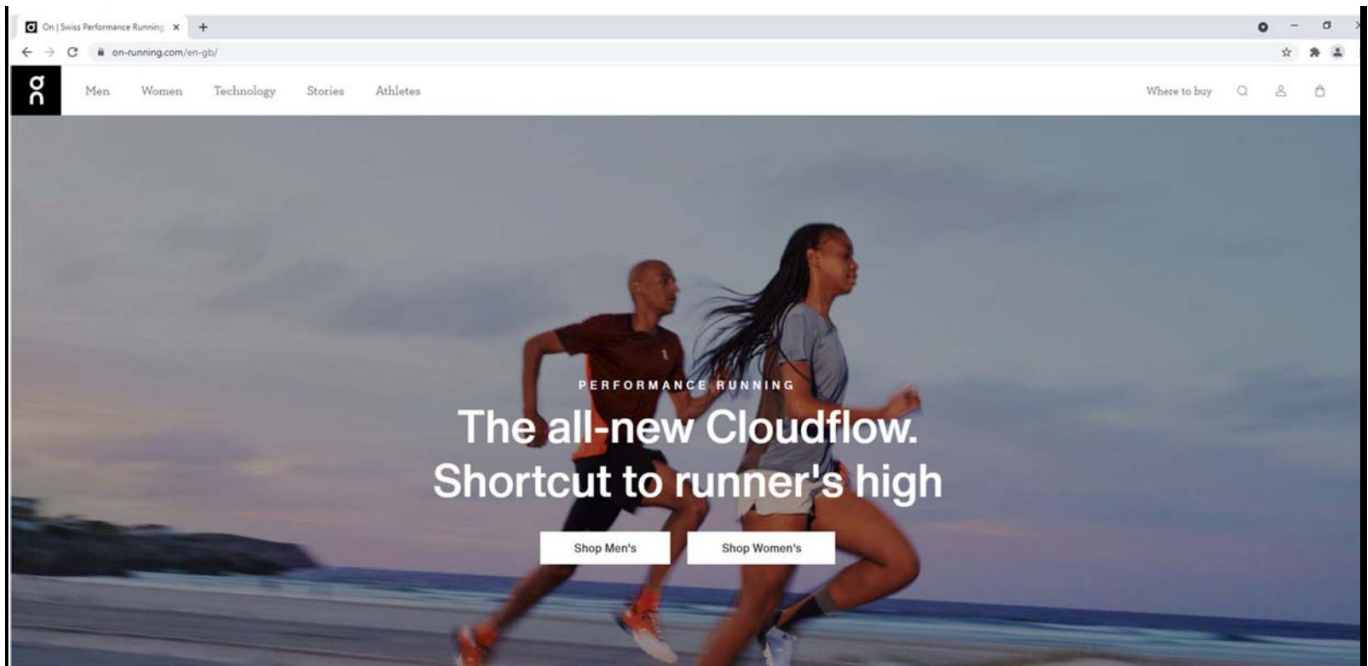 On | Swiss Performance Running
on-running.com/en-gb/
on
Men Women Technology Stories Athletes Where to buy
PERFORMANCE RUNNING
The all-new Cloudflow.
Shortcut to runner's high
Shop Men's Shop Women's